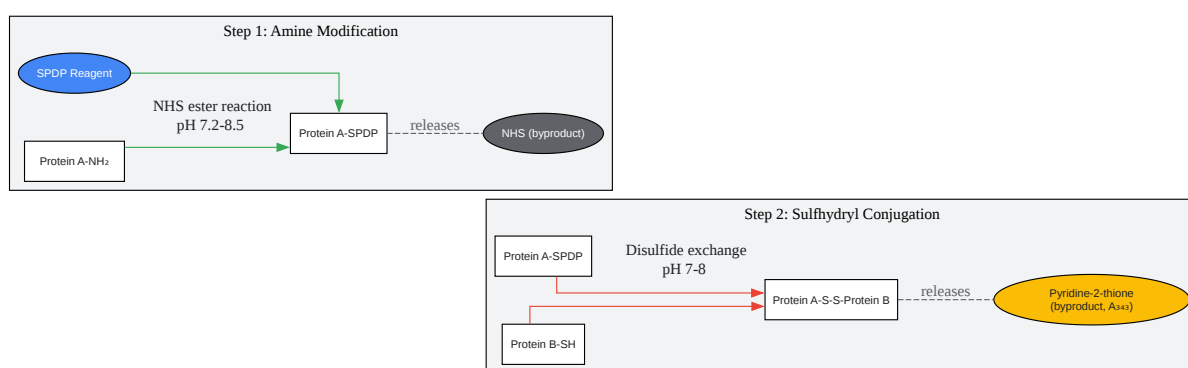 Step 1: Amine Modification
SPDP Reagent
NHS ester reaction
pH 7.2-8.5
Protein A-NH₂
Protein A-SPDP
releases
NHS (byproduct)
Step 2: Sulfhydryl Conjugation
Protein A-SPDP
Disulfide exchange
pH 7-8
Protein B-SH
Protein A-S-S-Protein B
releases
Pyridine-2-thione
(byproduct, A₃₄₃)